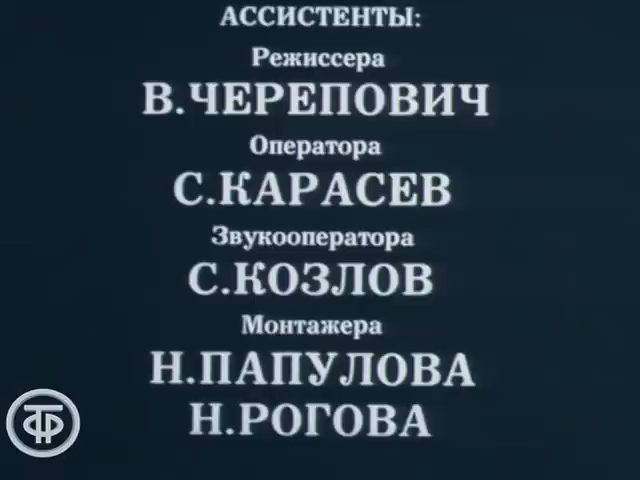 АССИСТЕНТЫ:
Режиссера
В.ЧЕРЕПОВИЧ
Оператора
С.КАРАСЕВ
Звукооператора
С.КОЗЛОВ
Монтажера
Н.ПАПУЛОВА
Н.РОГОВА